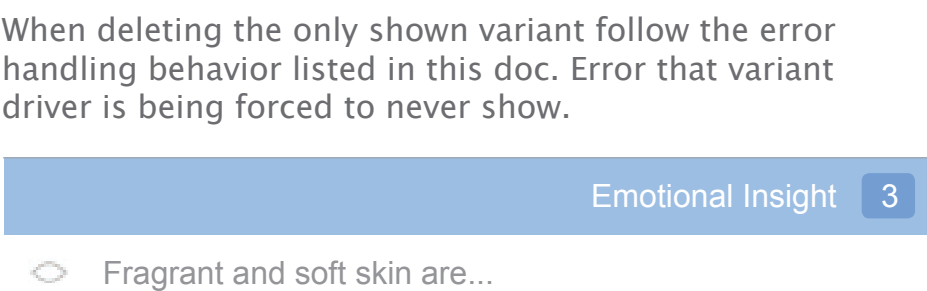 When deleting the only shown variant follow the error
handling behavior listed in this doc. Error that variant
driver is being forced to never show.
Emotional Insight 3
Fragrant and soft skin are...